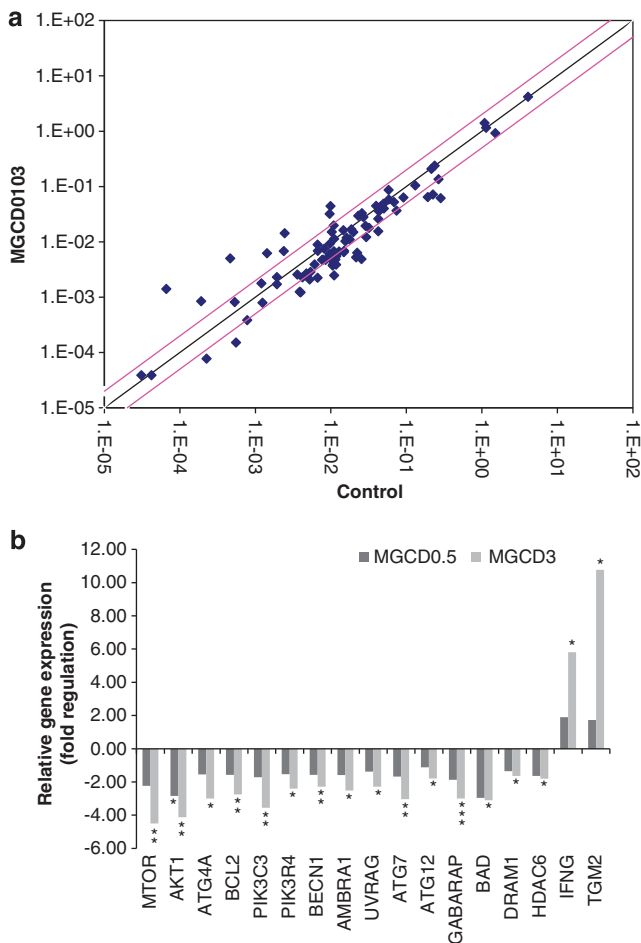 a
1.E+02
1.E+01
1.E+00
1.E-01
1.E-02
1.E-03
1.E-04
1.E-05
MGCD0103
1.E-05
1.E-04
1.E-03
1.E-02
1.E-01
1.E+00
1.E+01
1.E+02
Control
b
MGCD0.5 MGCD3
12.00
10.00
8.00
6.00
4.00
2.00
0.00
-2.00
-4.00
-6.00
Relative gene expression
(fold regulation)
* * * * * * * * * * * * * * * * * * * * * * *
MTOR
AKT1
ATG4A
BCL2
PIK3C3
PIK3R4
BECN1
AMBRA1
UVRAG
ATG7
ATG12
GABARAP
BAD
DRAM1
HDAC6
IFNG
TGM2